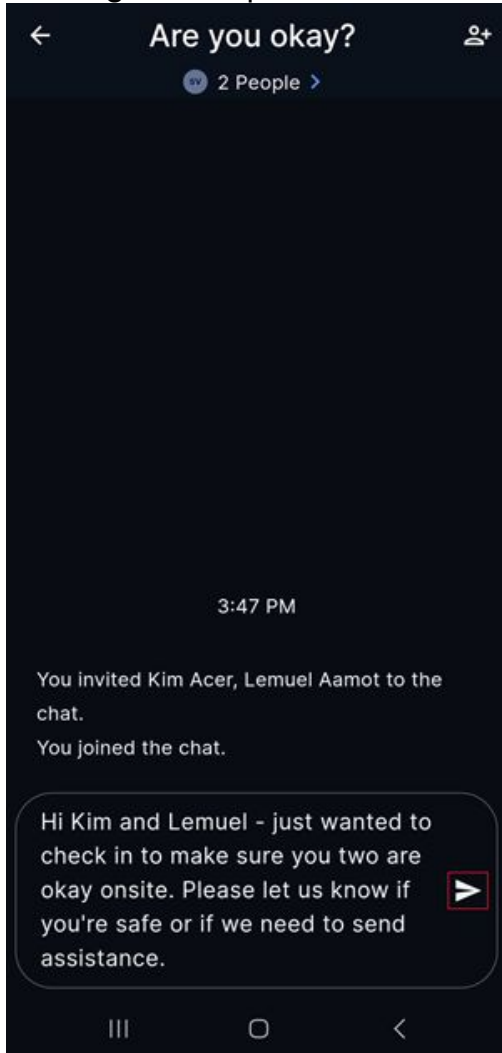 Are you okay?
SV 2 People >
3:47 PM
You invited Kim Acer, Lemuel Aamot to the
chat.
You joined the chat.
Hi Kim and Lemuel - just wanted to
check in to make sure you two are
okay onsite. Please let us know if
you're safe or if we need to send
assistance.